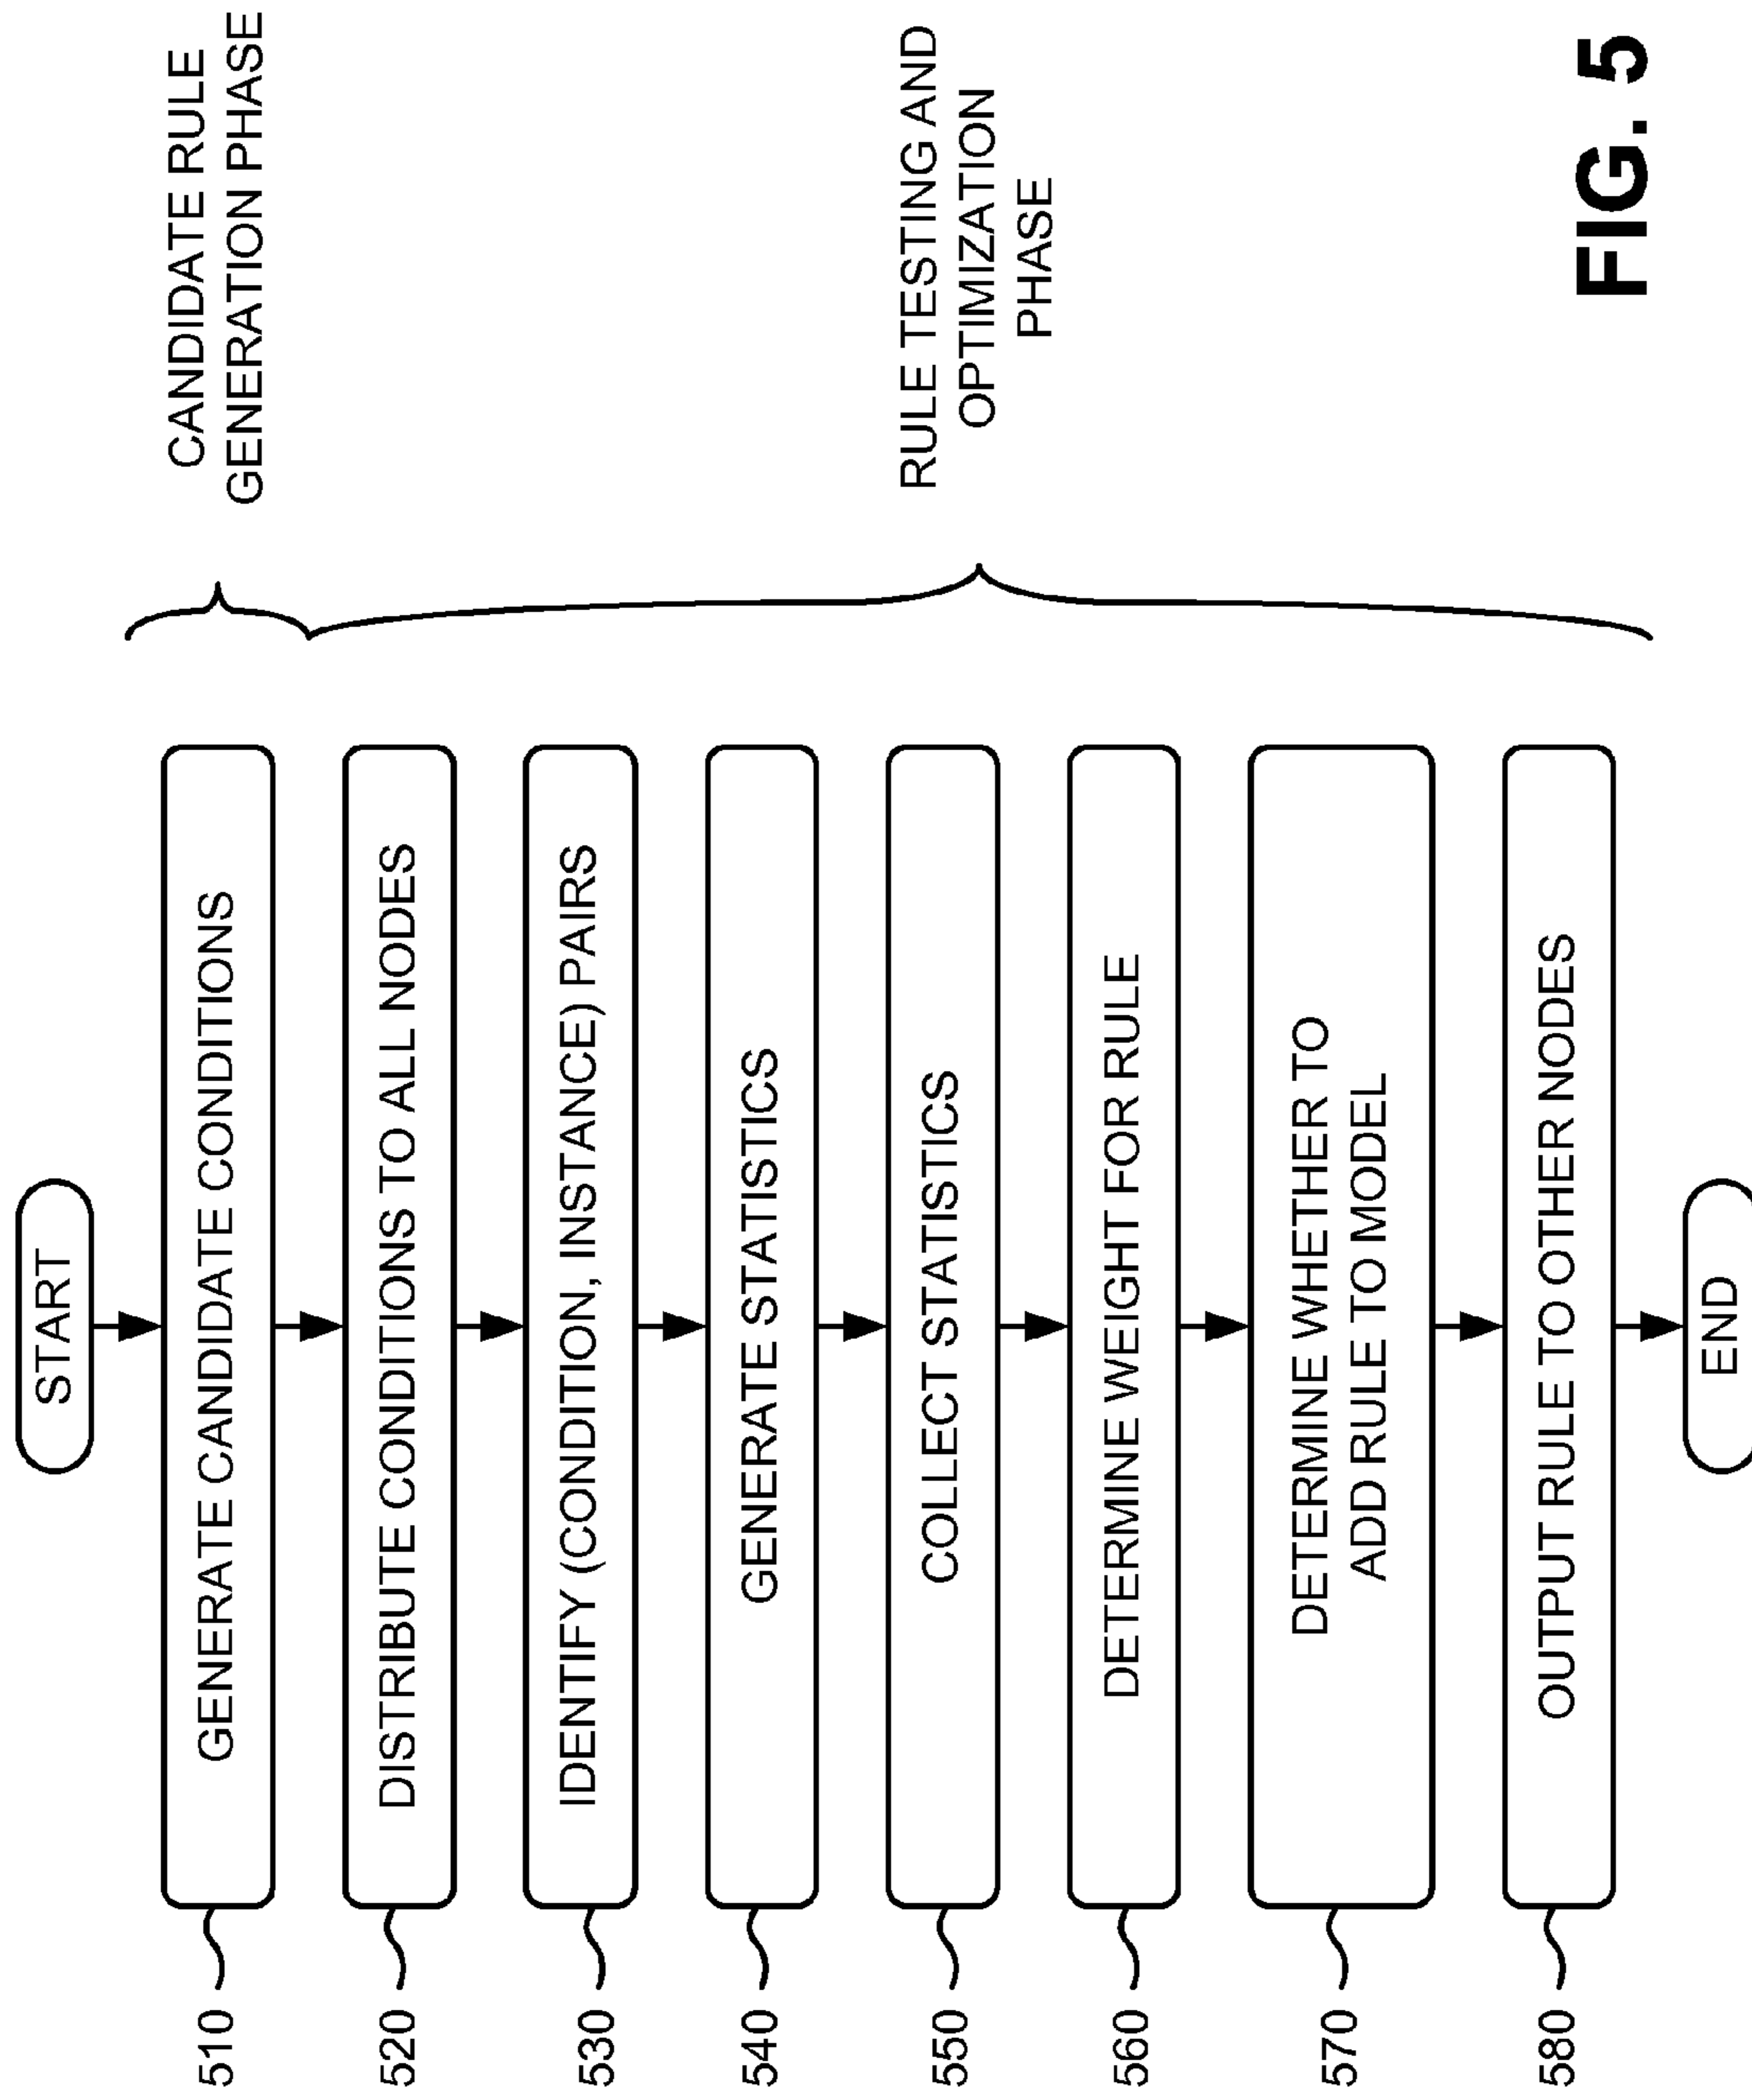 START
510
GENERATE CANDIDATE CONDITIONS
CANDIDATE RULE
GENERATION PHASE
520
DISTRIBUTE CONDITIONS TO ALL NODES
530
IDENTIFY (CONDITION, INSTANCE) PAIRS
540
GENERATE STATISTICS
550
COLLECT STATISTICS
RULE TESTING AND
OPTIMIZATION
PHASE
560
DETERMINE WEIGHT FOR RULE
570
DETERMINE WHETHER TO
ADD RULE TO MODEL
580
OUTPUT RULE TO OTHER NODES
END
FIG. 5